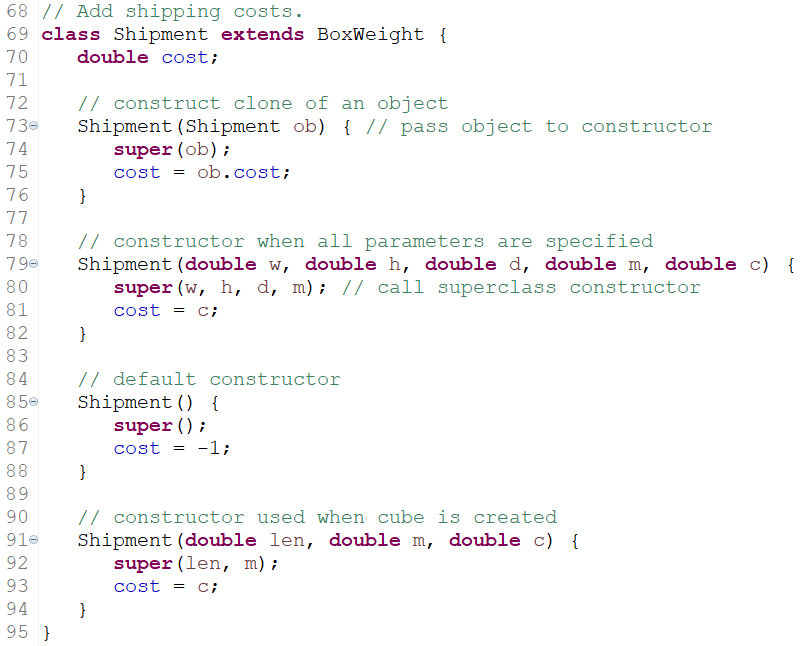 68 // Add shipping costs.
69 class Shipment extends BoxWeight {
70    double cost;
71
72    // construct clone of an object
73    Shipment(Shipment ob) { // pass object to constructor
74       super(ob);
75       cost = ob.cost;
76    }
77
78    // constructor when all parameters are specified
79    Shipment(double w, double h, double d, double m, double c) {
80       super(w, h, d, m); // call superclass constructor
81       cost = c;
82    }
83
84    // default constructor
85    Shipment() {
86       super();
87       cost = -1;
88    }
89
90    // constructor used when cube is created
91    Shipment(double len, double m, double c) {
92       super(len, m);
93       cost = c;
94    }
95 }